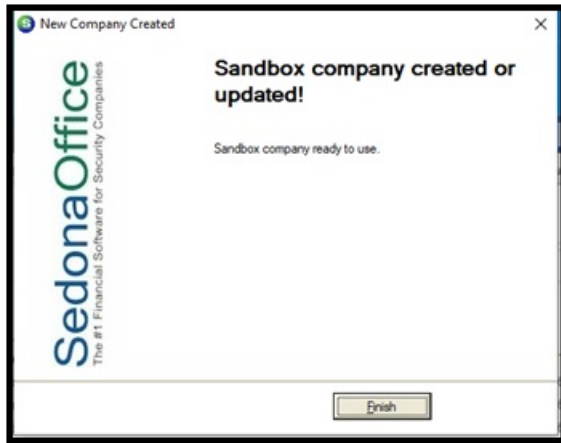 New Company Created
SedonaOffice
The #1 Financial Software for Security Companies
Sandbox company created or
updated!
Sandbox company ready to use.
Finish